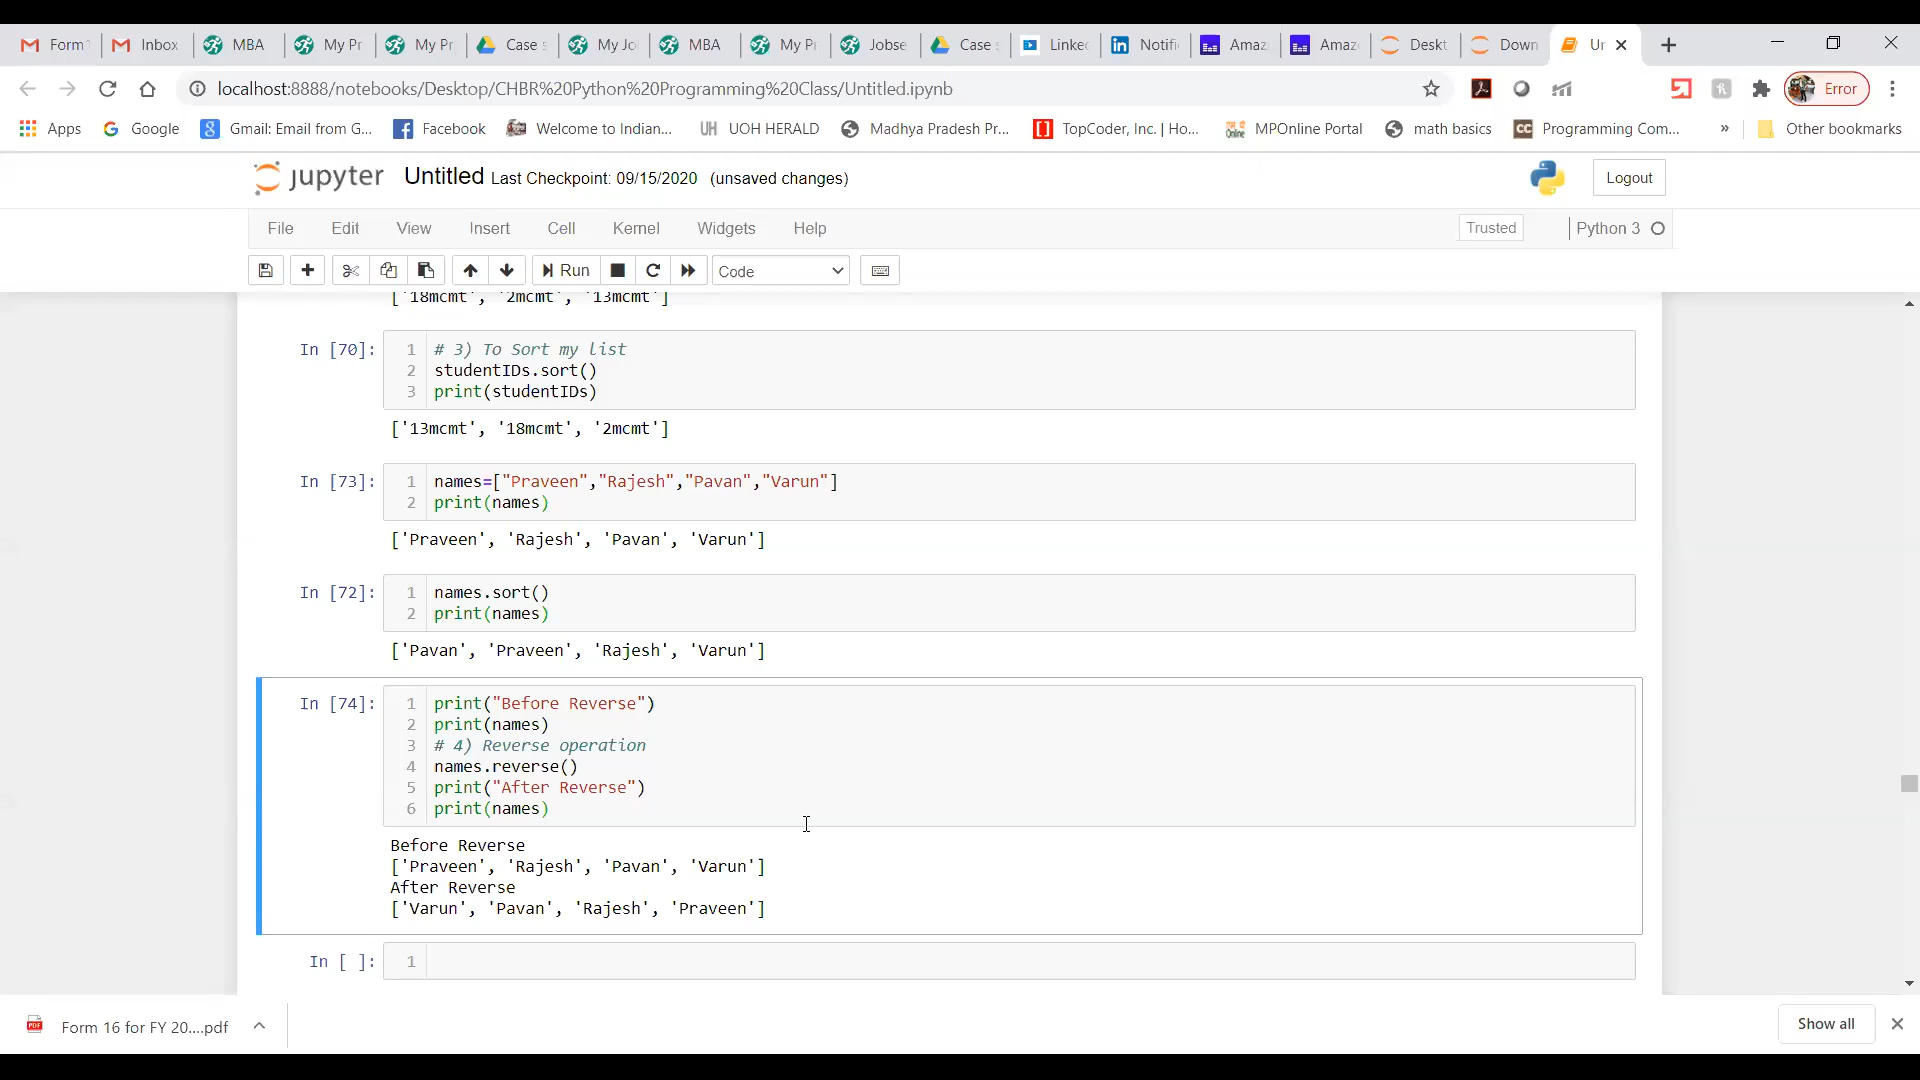 Form
Inbox
MBA
My Pr
My Pr
Case s
My Jo
MBA
My Pr
Jobse
Case
Linked
Notifi
Amaz
Amaz
Deskt
Down
Un
localhost:8888/notebooks/Desktop/CHBR%20Python%20Programming%20Class/Untitled.ipynb
Error
Apps
Google
Gmail: Email from G...
Facebook
Welcome to Indian...
UH
UOH HERALD
Madhya Pradesh Pr...
TopCoder, Inc. | Ho...
MPOnline Portal
math basics
CC
Programming Com...
»
Other bookmarks
jupyter
Untitled Last Checkpoint: 09/15/2020 (unsaved changes)
Logout
File
Edit
View
Insert
Cell
Kernel
Widgets
Help
Trusted
Python 3
Run
Code
['18mcmt', '2mcmt', '13mcmt']
In [70]:
1 # 3) To Sort my list
2 studentIDs.sort()
3 print(studentIDs)
['13mcmt', '18mcmt', '2mcmt']
In [73]:
1 names=["Praveen","Rajesh","Pavan","Varun"]
2 print(names)
['Praveen', 'Rajesh', 'Pavan', 'Varun']
In [72]:
1 names.sort()
2 print(names)
['Pavan', 'Praveen', 'Rajesh', 'Varun']
In [74]:
1 print("Before Reverse")
2 print(names)
3 # 4) Reverse operation
4 names.reverse()
5 print("After Reverse")
6 print(names)
Before Reverse
['Praveen', 'Rajesh', 'Pavan', 'Varun']
After Reverse
['Varun', 'Pavan', 'Rajesh', 'Praveen']
In [ ]:
1
PDF
Form 16 for FY 20....pdf
Show all